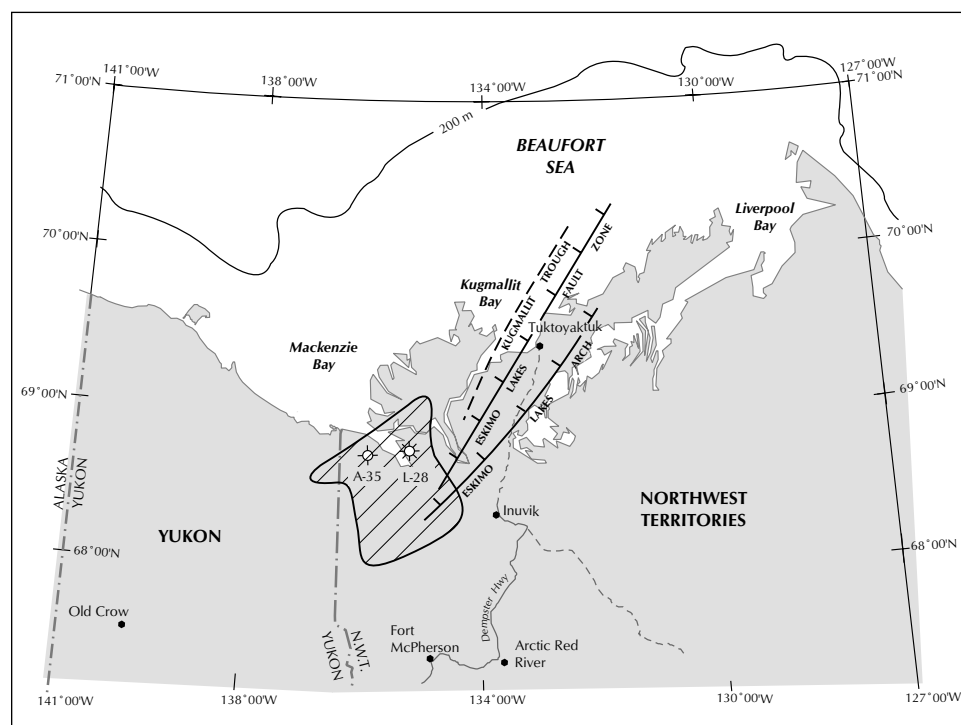 141°00'W
138°00'W
134°00'W
130°00'W
127°00'W
71°00'N
71°00'N
200 m
BEAUFORT
SEA
Liverpool
Bay
70°00'N
70°00'N
Kugmallit
Bay
KUGMALLIT TROUGH
ESKIMO LAKES FAULT ZONE
ESKIMO LAKES ARCH
Tuktoyaktuk
Mackenzie
Bay
69°00'N
69°00'N
A-35
L-28
ALASKA
YUKON
YUKON
Inuvik
NORTHWEST
TERRITORIES
68°00'N
68°00'N
Old Crow
YUKON
N.W.T.
Fort
McPherson
Dempster Hwy
Arctic Red
River
141°00'W
138°00'W
134°00'W
130°00'W
127°00'W